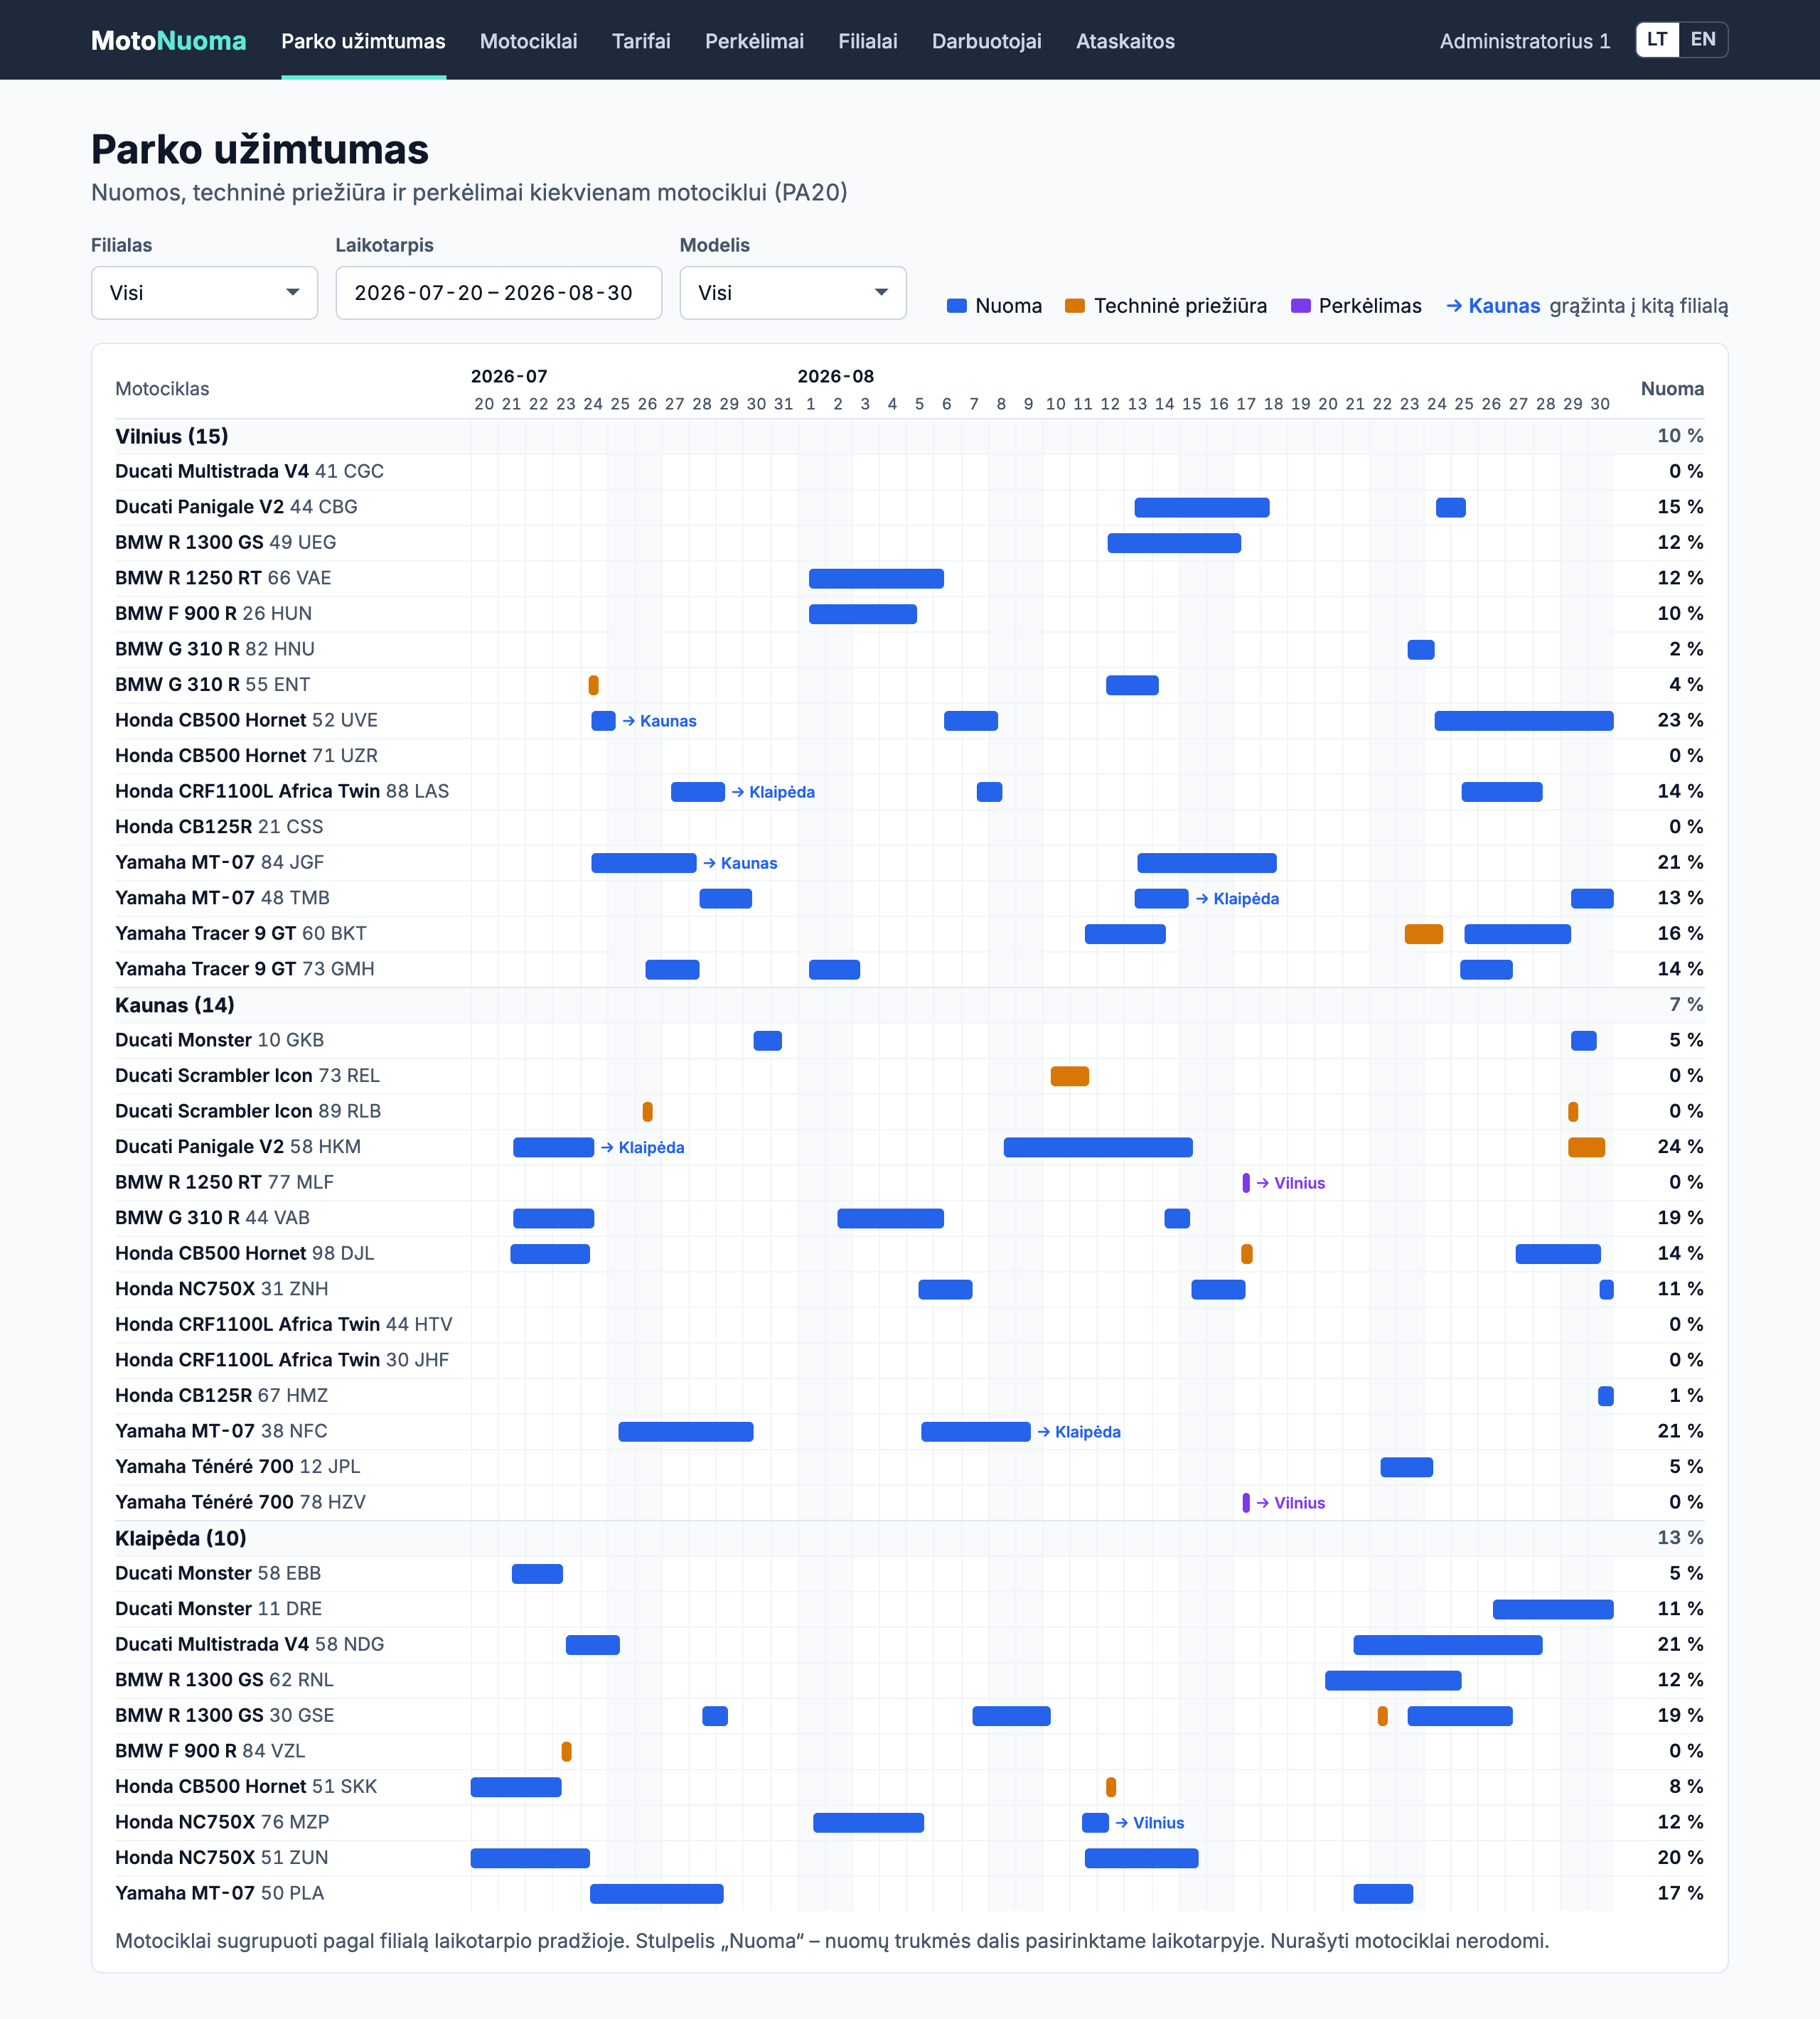 MotoNuoma Parko užimtumas Motociklai Tarifai Perkėlimai Filialai Darbuotojai Ataskaitos Administratorius 1 LT EN
Parko užimtumas
Nuomos, techninė priežiūra ir perkėlimai kiekvienam motociklui (PA20)
Filialas Laikotarpis Modelis
Visi 2026-07-20 – 2026-08-30 Visi Nuoma Techninė priežiūra Perkėlimas → Kaunas grąžinta į kitą filialą
2026-07 2026-08
Motociklas Nuoma
20 21 22 23 24 25 26 27 28 29 30 31 1 2 3 4 5 6 7 8 9 10 11 12 13 14 15 16 17 18 19 20 21 22 23 24 25 26 27 28 29 30
Vilnius (15) 10 %
Ducati Multistrada V4 41 CGC 0 %
Ducati Panigale V2 44 CBG 15 %
BMW R 1300 GS 49 UEG 12 %
BMW R 1250 RT 66 VAE 12 %
BMW F 900 R 26 HUN 10 %
BMW G 310 R 82 HNU 2 %
BMW G 310 R 55 ENT 4 %
Honda CB500 Hornet 52 UVE → Kaunas 23 %
Honda CB500 Hornet 71 UZR 0 %
Honda CRF1100L Africa Twin 88 LAS → Klaipėda 14 %
Honda CB125R 21 CSS 0 %
Yamaha MT-07 84 JGF → Kaunas 21 %
Yamaha MT-07 48 TMB → Klaipėda 13 %
Yamaha Tracer 9 GT 60 BKT 16 %
Yamaha Tracer 9 GT 73 GMH 14 %
Kaunas (14) 7 %
Ducati Monster 10 GKB 5 %
Ducati Scrambler Icon 73 REL 0 %
Ducati Scrambler Icon 89 RLB 0 %
Ducati Panigale V2 58 HKM → Klaipėda 24 %
BMW R 1250 RT 77 MLF → Vilnius 0 %
BMW G 310 R 44 VAB 19 %
Honda CB500 Hornet 98 DJL 14 %
Honda NC750X 31 ZNH 11 %
Honda CRF1100L Africa Twin 44 HTV 0 %
Honda CRF1100L Africa Twin 30 JHF 0 %
Honda CB125R 67 HMZ 1 %
Yamaha MT-07 38 NFC → Klaipėda 21 %
Yamaha Ténéré 700 12 JPL 5 %
Yamaha Ténéré 700 78 HZV → Vilnius 0 %
Klaipėda (10) 13 %
Ducati Monster 58 EBB 5 %
Ducati Monster 11 DRE 11 %
Ducati Multistrada V4 58 NDG 21 %
BMW R 1300 GS 62 RNL 12 %
BMW R 1300 GS 30 GSE 19 %
BMW F 900 R 84 VZL 0 %
Honda CB500 Hornet 51 SKK 8 %
Honda NC750X 76 MZP → Vilnius 12 %
Honda NC750X 51 ZUN 20 %
Yamaha MT-07 50 PLA 17 %
Motociklai sugrupuoti pagal filialą laikotarpio pradžioje. Stulpelis „Nuoma“ – nuomų trukmės dalis pasirinktame laikotarpyje. Nurašyti motociklai nerodomi.